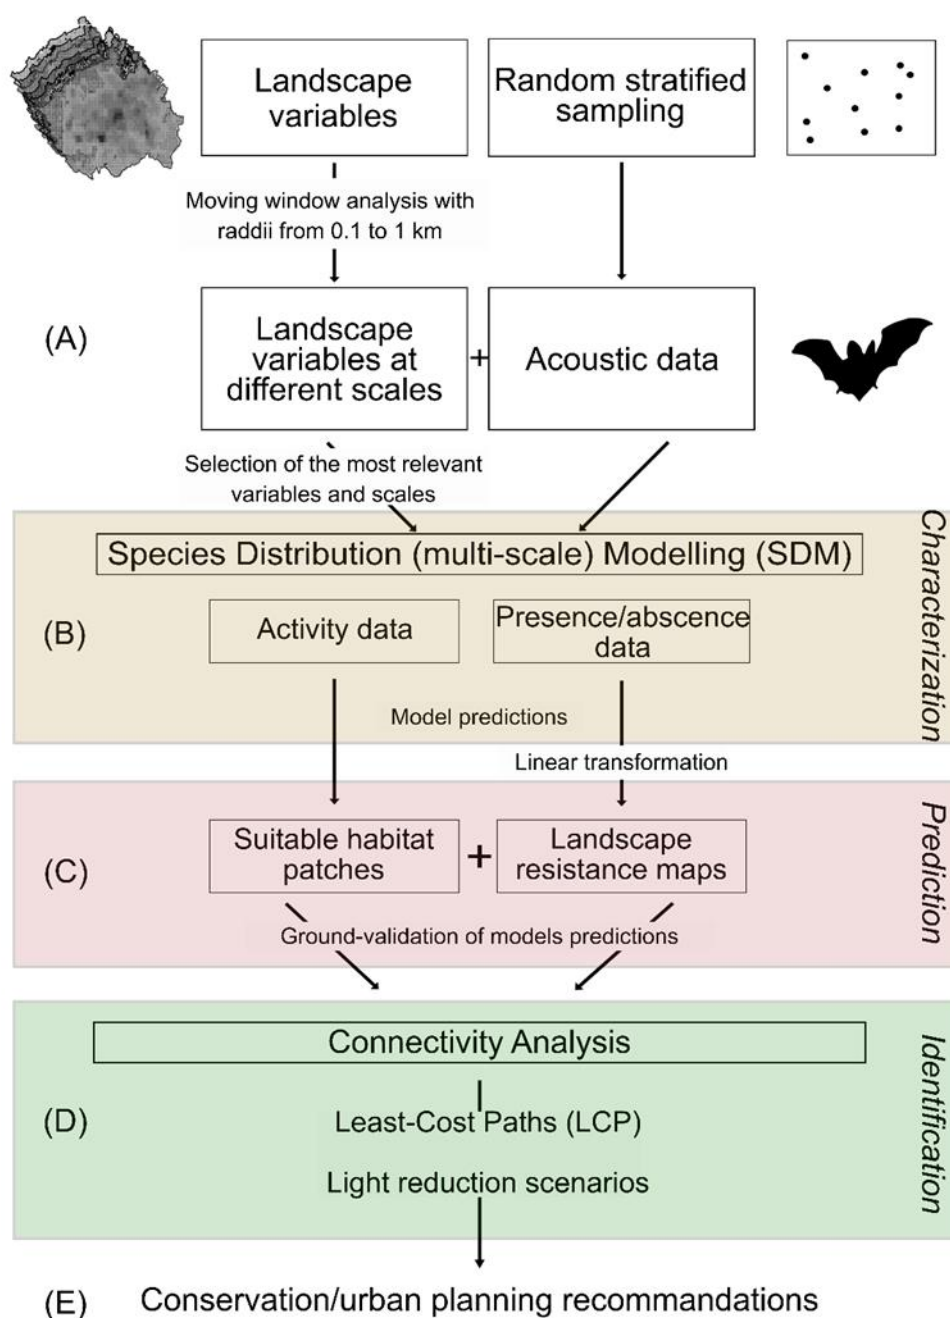 Landscape
variables
Random stratified
sampling
Moving window analysis with
raddii from 0.1 to 1 km
(A)
Landscape
variables at
different scales
+
Acoustic data
Selection of the most relevant
variables and scales
Characterization
Species Distribution (multi-scale) Modelling (SDM)
(B)
Activity data
Presence/abscence
data
Model predictions
Linear transformation
Prediction
(C)
Suitable habitat
patches
+
Landscape
resistance maps
Ground-validation of models predictions
Identification
Connectivity Analysis
(D)
Least-Cost Paths (LCP)
Light reduction scenarios
(E)
Conservation/urban planning recommandations